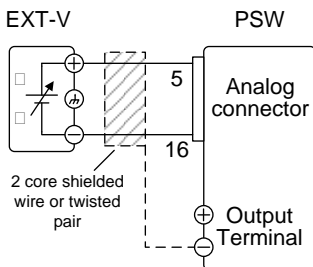 EXT-V
PSW
5
Analog
connector
16
2 core shielded
wire or twisted
pair
Output
Terminal